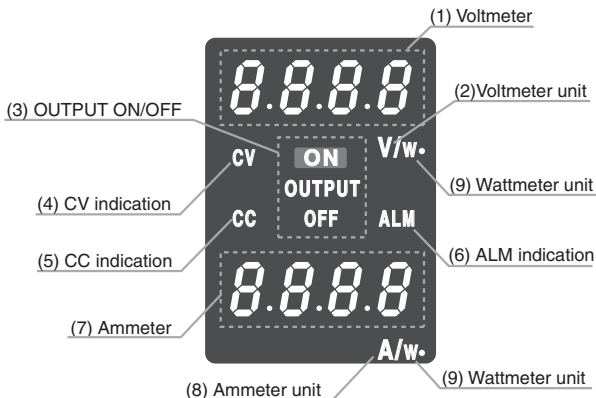 (1) Voltmeter
8.8.8.8
(2)Voltmeter unit
(3) OUTPUT ON/OFF
V/w•
CV
ON
OUTPUT
(9) Wattmeter unit
(4) CV indication
CC
OFF
ALM
(5) CC indication
(6) ALM indication
8.8.8.8
(7) Ammeter
A/w•
(9) Wattmeter unit
(8) Ammeter unit